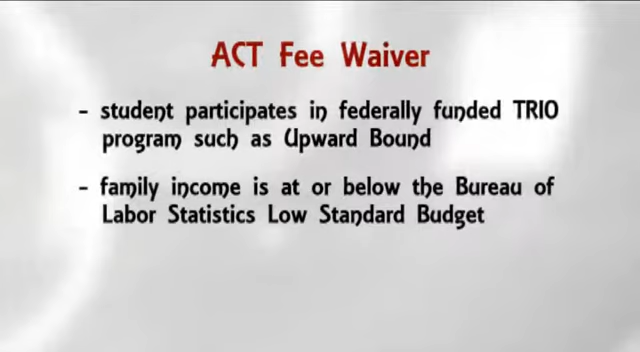 ACT Fee Waiver
- student participates in federally funded TRIO
program such as Upward Bound
- family income is at or below the Bureau of
Labor Statistics Low Standard Budget